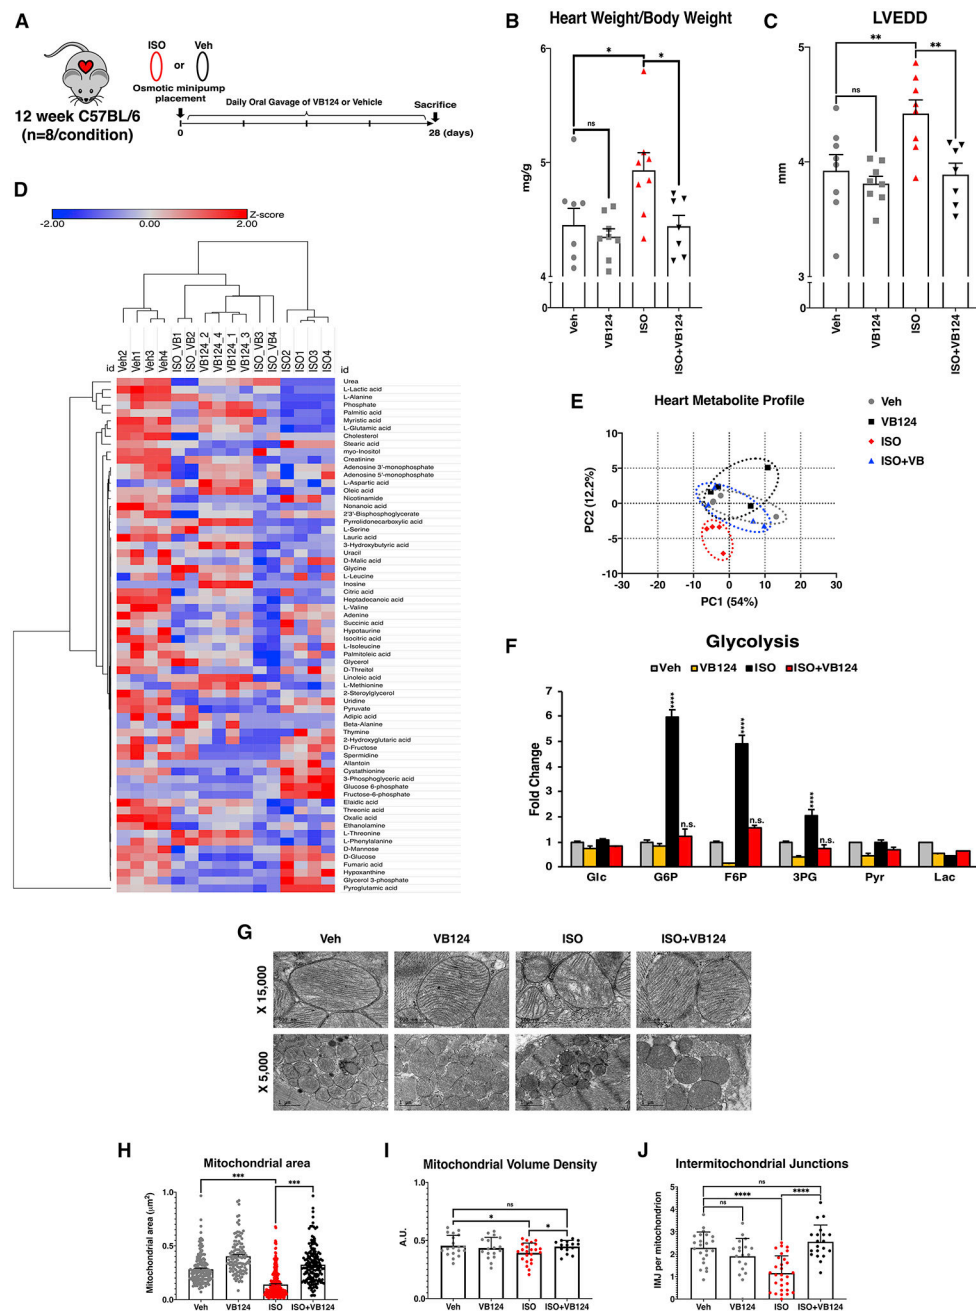 A
ISO
or
Veh
Osmotic minipump
placement
12 week C57BL/6
(n=8/condition)
Daily Oral Gavage of VB124 or Vehicle
Sacrifice
0
28 (days)
B
Heart Weight/Body Weight
mg/g
6
5
4
0
*
*
ns
Veh
VB124
ISO
ISO+VB124
C
LVEDD
mm
5
4
3
0
**
**
ns
Veh
VB124
ISO
ISO+VB124
D
Z-score
-2.00
0.00
2.00
id
Veh2
Veh1
Veh3
Veh4
ISO_VB1
ISO_VB2
VB124_2
VB124_4
VB124_1
VB124_3
ISO_VB3
ISO_VB4
ISO2
ISO1
ISO3
ISO4
id
Urea
L-Lactic acid
L-Alanine
Phosphate
Palmitic acid
Myristic acid
L-Glutamic acid
Cholesterol
Stearic acid
myo-Inositol
Creatinine
Adenosine 3'-monophosphate
Adenosine 5'-monophosphate
L-Aspartic acid
Oleic acid
Nicotinamide
Nonanoic acid
2'3'-Bisphosphoglycerate
Pyrrolidonecarboxylic acid
L-Serine
Lauric acid
3-Hydroxybutyric acid
Uracil
D-Malic acid
Glycine
L-Leucine
Inosine
Citric acid
Heptadecanoic acid
L-Valine
Adenine
Succinic acid
Hypotaurine
Isocitric acid
L-Isoleucine
Palmitoleic acid
Glycerol
D-Threitol
Linoleic acid
L-Methionine
2-Steroylglycerol
Uridine
Pyruvate
Adipic acid
Beta-Alanine
Thymine
2-Hydroxyglutaric acid
D-Fructose
Spermidine
Allantoin
Cystathionine
3-Phosphoglyceric acid
Glucose 6-phosphate
Fructose-6-phosphate
Elaidic acid
Threonic acid
Oxalic acid
Ethanolamine
L-Threonine
L-Phenylalanine
D-Mannose
D-Glucose
Fumaric acid
Hypoxanthine
Glycerol 3-phosphate
Pyroglutamic acid
E
Heart Metabolite Profile
Veh
VB124
ISO
ISO+VB
PC2 (12.2%)
10
5
0
-5
-10
-30
-20
-10
0
10
20
30
PC1 (54%)
F
Glycolysis
Veh
VB124
ISO
ISO+VB124
Fold Change
7
6
5
4
3
2
1
0
****
n.s.
****
n.s.
****
n.s.
Glc
G6P
F6P
3PG
Pyr
Lac
G
Veh
VB124
ISO
ISO+VB124
X 15,000
X 5,000
H
Mitochondrial area
Mitochondrial area (µm²)
1.0
0.5
0.0
***
***
Veh
VB124
ISO
ISO+VB124
I
Mitochondrial Volume Density
A.U.
1.0
0.5
0.0
ns
*
*
Veh
VB124
ISO
ISO+VB124
J
Intermitochondrial Junctions
IMJ per mitochondrion
5
4
3
2
1
0
ns
****
****
ns
Veh
VB124
ISO
ISO+VB124